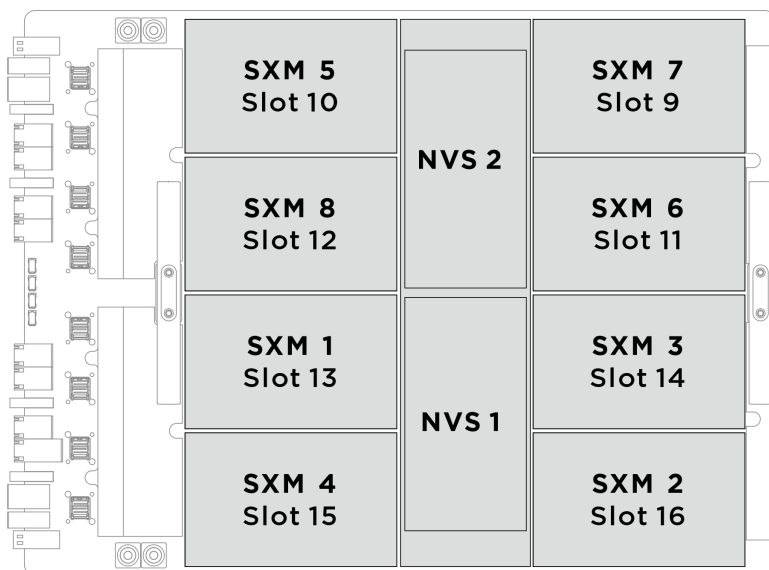 SXM 5
Slot 10
SXM 7
Slot 9
NVS 2
SXM 8
Slot 12
SXM 6
Slot 11
SXM 1
Slot 13
SXM 3
Slot 14
NVS 1
SXM 4
Slot 15
SXM 2
Slot 16